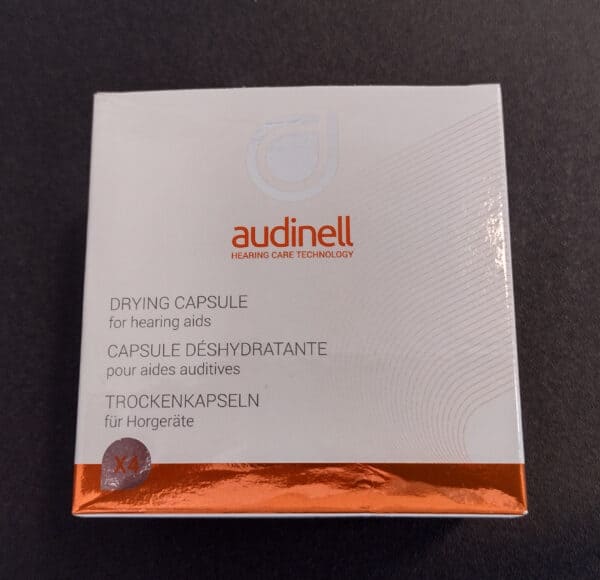 audinell
HEARING CARE TECHNOLOGY
DRYING CAPSULE
for hearing aids
CAPSULE DÉSHYDRATANTE
pour aides auditives
TROCKENKAPSELN
für Horgeräte
X4